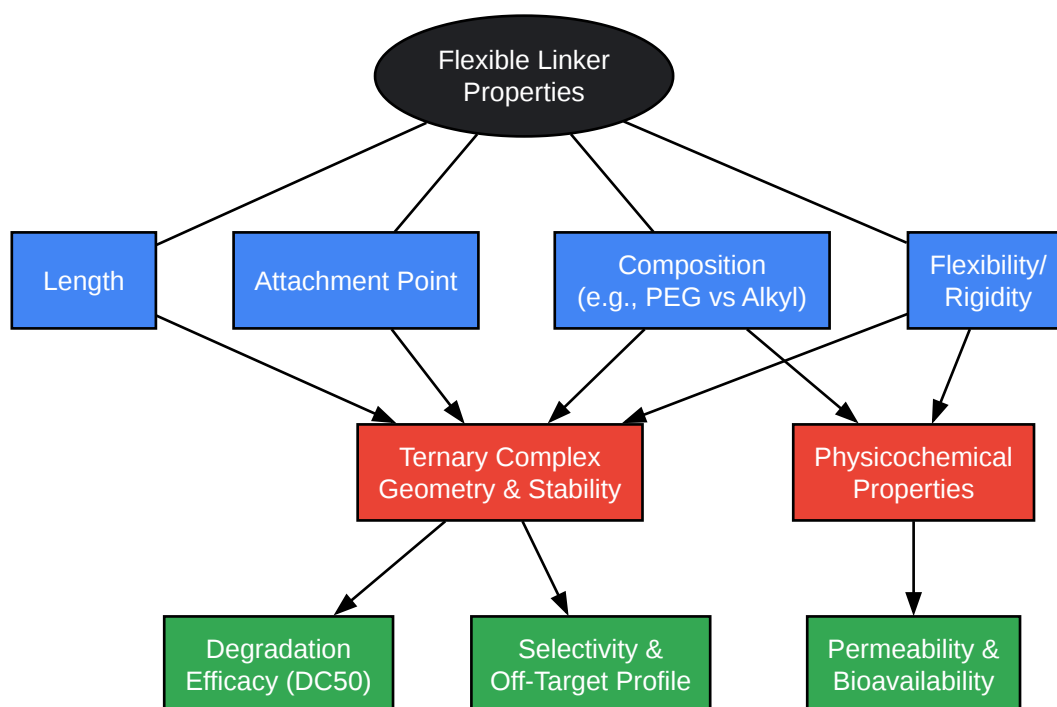 Flexible Linker
Properties
Length
Attachment Point
Composition
(e.g., PEG vs Alkyl)
Flexibility/
Rigidity
Ternary Complex
Geometry & Stability
Physicochemical
Properties
Degradation
Efficacy (DC50)
Selectivity &
Off-Target Profile
Permeability &
Bioavailability